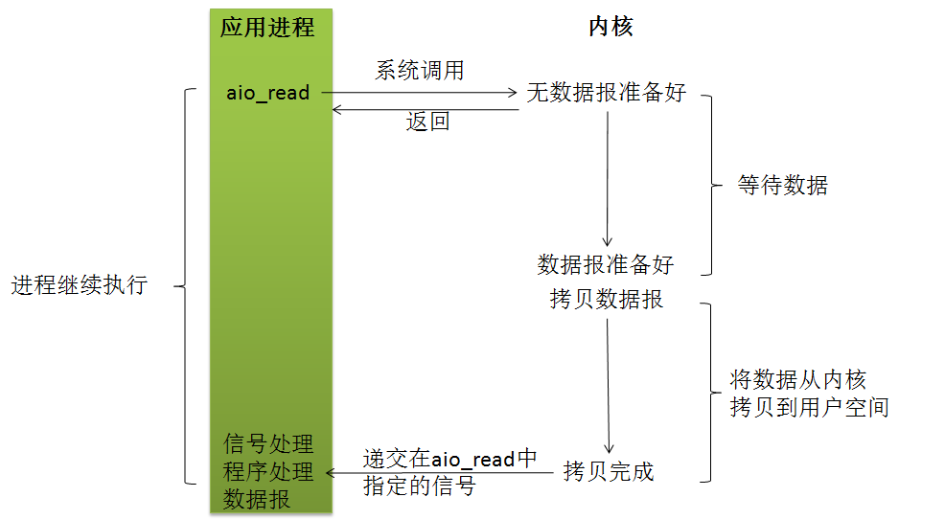 应用进程
内核
系统调用
aio_read
无数据报准备好
返回
等待数据
数据报准备好
进程继续执行
拷贝数据报
将数据从内核
拷贝到用户空间
信号处理
程序处理
数据报
递交在aio_read中
指定的信号
拷贝完成